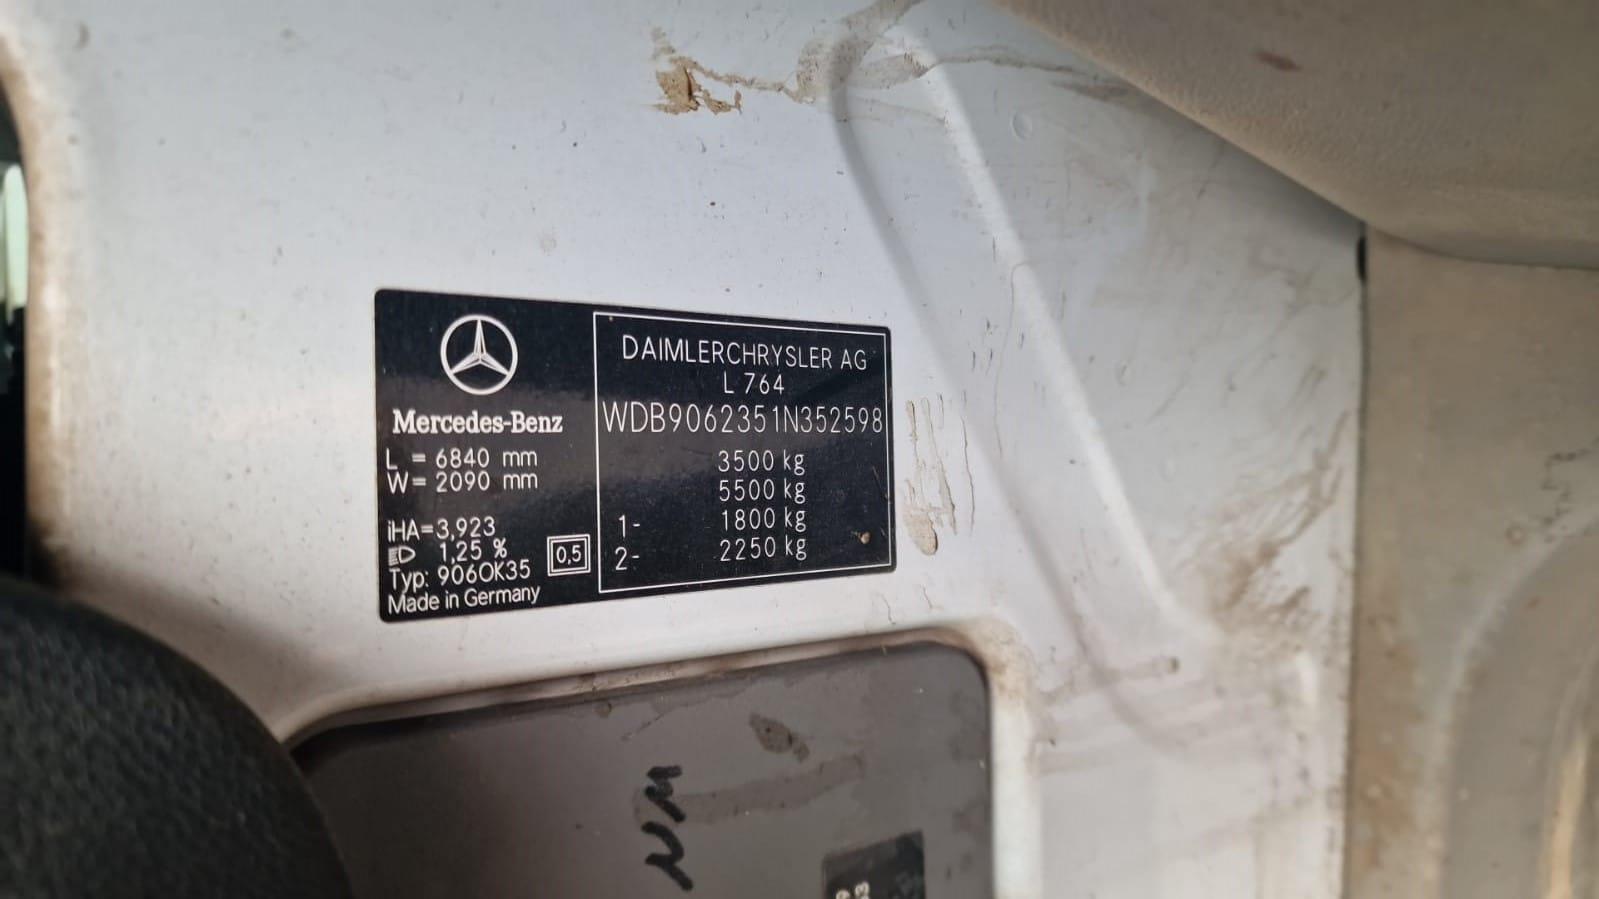 Mercedes-Benz
L = 6840 mm
W= 2090 mm
iHA=3,923
1,25 %
0,5
Typ: 906OK35
Made in Germany
DAIMLERCHRYSLER AG
L 764
WDB9062351N352598
3500 kg
5500 kg
1- 1800 kg
2- 2250 kg